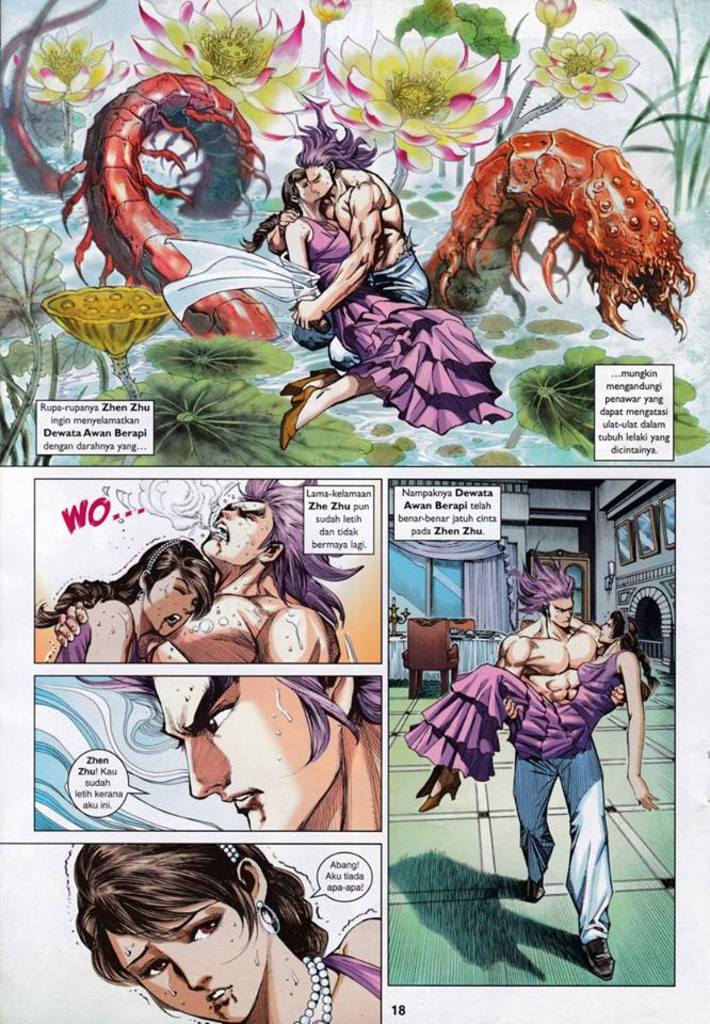 Rupa-rupanya Zhen Zhu
ingin menyelamatkan
Dewata Awan Berapi
dengan darahnya yang...
...mungkin
mengandungi
penawar yang
dapat mengatasi
ulat-ulat dalam
tubuh lelaki yang
dicintainya.
WO...
Lama-kelamaan
Zhe Zhu pun
sudah letih
dan tidak
bermaya lagi.
Zhen
Zhu! Kau
sudah
letih kerana
aku ini.
Abang!
Aku tiada
apa-apa!
Nampaknya Dewata
Awan Berapi telah
benar-benar jatuh cinta
pada Zhen Zhu.
18